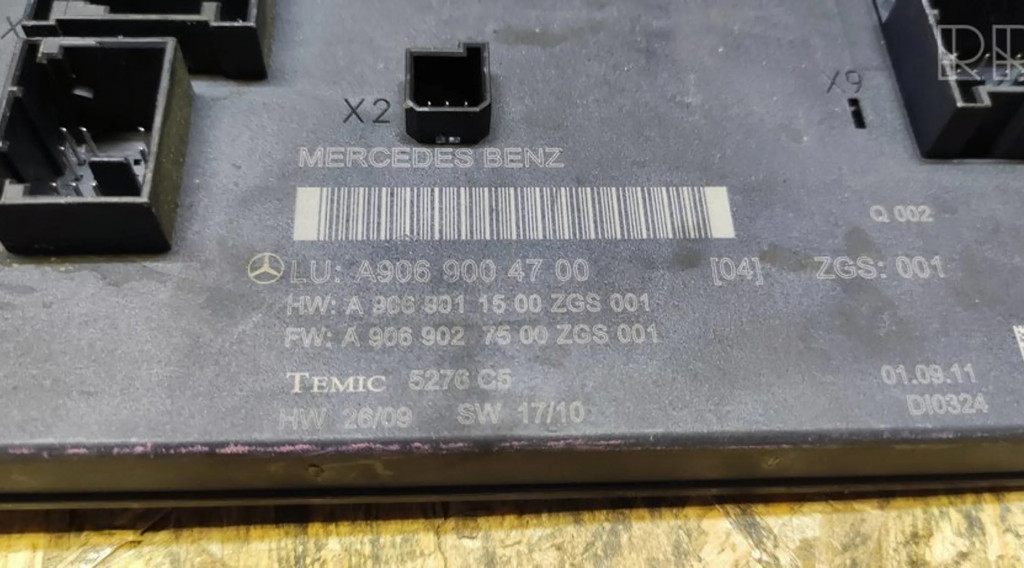 X2
X9
MERCEDES BENZ
Q 002
LU: A906 900 47 00 [04] ZGS: 001
HW: A 906 901 15 00 ZGS 001
FW: A 906 902 75 00 ZGS 001
TEMIC 5276 C5
01.09.11
HW 26/09 SW 17/10
DI0324